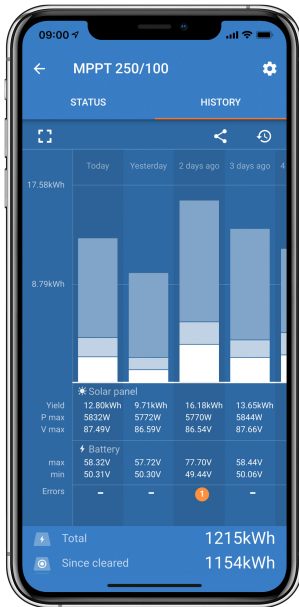 09:00
MPPT 250/100
STATUS HISTORY
Today Yesterday 2 days ago 3 days ago 4
17.58kWh
8.79kWh
Solar panel
Yield 12.80kWh 9.71kWh 16.18kWh 13.65kWh
P max 5832W 5772W 5770W 5844W
V max 87.49V 86.59V 86.54V 87.66V
Battery
max 58.32V 57.72V 77.70V 58.44V
min 50.31V 50.30V 49.44V 50.06V
Errors – – 1 –
Total 1215kWh
Since cleared 1154kWh